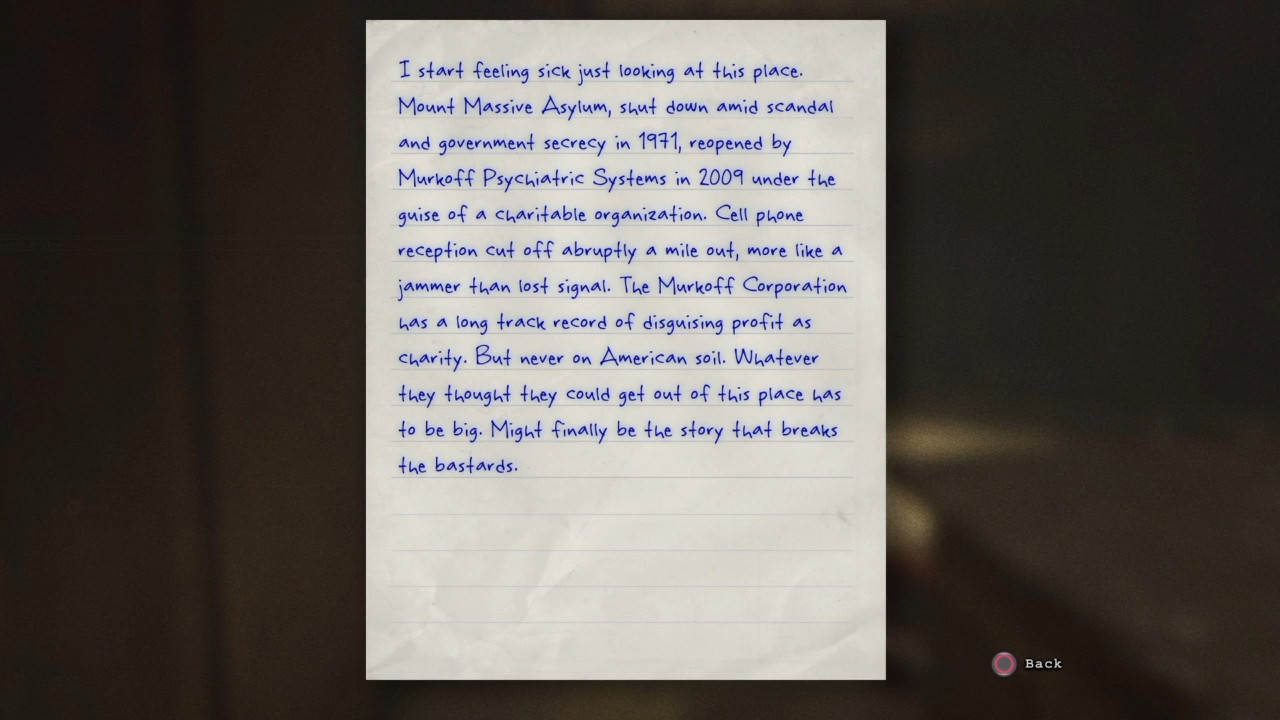 I start feeling sick just looking at this place.
Mount Massive Asylum, shut down amid scandal
and government secrecy in 1971, reopened by
Murkoff Psychiatric Systems in 2009 under the
guise of a charitable organization. Cell phone
reception cut off abruptly a mile out, more like a
jammer than lost signal. The Murkoff Corporation
has a long track record of disguising profit as
charity. But never on American soil. Whatever
they thought they could get out of this place has
to be big. Might finally be the story that breaks
the bastards.
Back